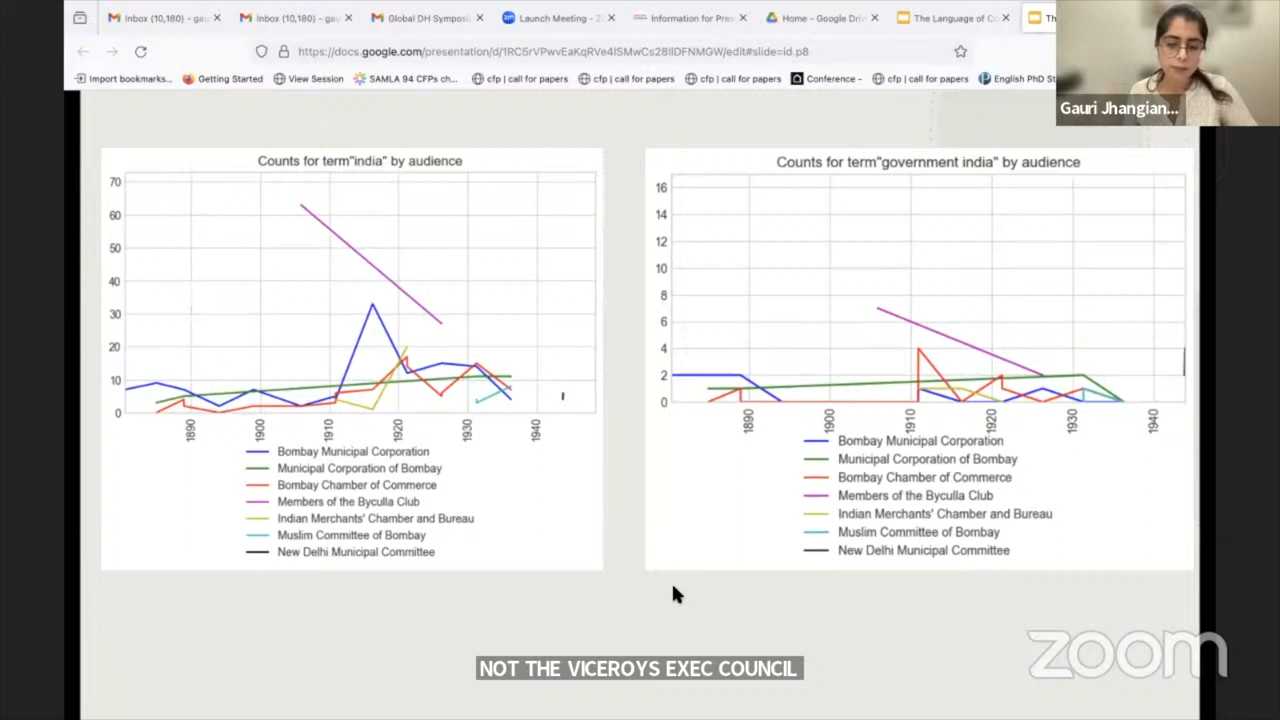 Inbox (10,180) - gau
Inbox (10,180) - gau
Global DH Symposi
Launch Meeting - Z
Information for Pres
Home - Google Driv
The Language of C
Th
https://docs.google.com/presentation/d/1RC5rVPwvEaKqRVe4ISMwCs28IIDFNMGW/edit#slide=id.p8
Import bookmarks...
Getting Started
View Session
SAMLA 94 CFPs ch...
cfp | call for papers
cfp | call for papers
cfp | call for papers
Conference -
cfp | call for papers
English PhD St
Gauri Jhangian...
Counts for term"india" by audience
70
60
50
40
30
20
10
0
1890
1900
1910
1920
1930
1940
Bombay Municipal Corporation
Municipal Corporation of Bombay
Bombay Chamber of Commerce
Members of the Byculla Club
Indian Merchants' Chamber and Bureau
Muslim Committee of Bombay
New Delhi Municipal Committee
Counts for term"government india" by audience
16
14
12
10
8
6
4
2
0
1890
1900
1910
1920
1930
1940
Bombay Municipal Corporation
Municipal Corporation of Bombay
Bombay Chamber of Commerce
Members of the Byculla Club
Indian Merchants' Chamber and Bureau
Muslim Committee of Bombay
New Delhi Municipal Committee
NOT THE VICEROYS EXEC COUNCIL
zoom